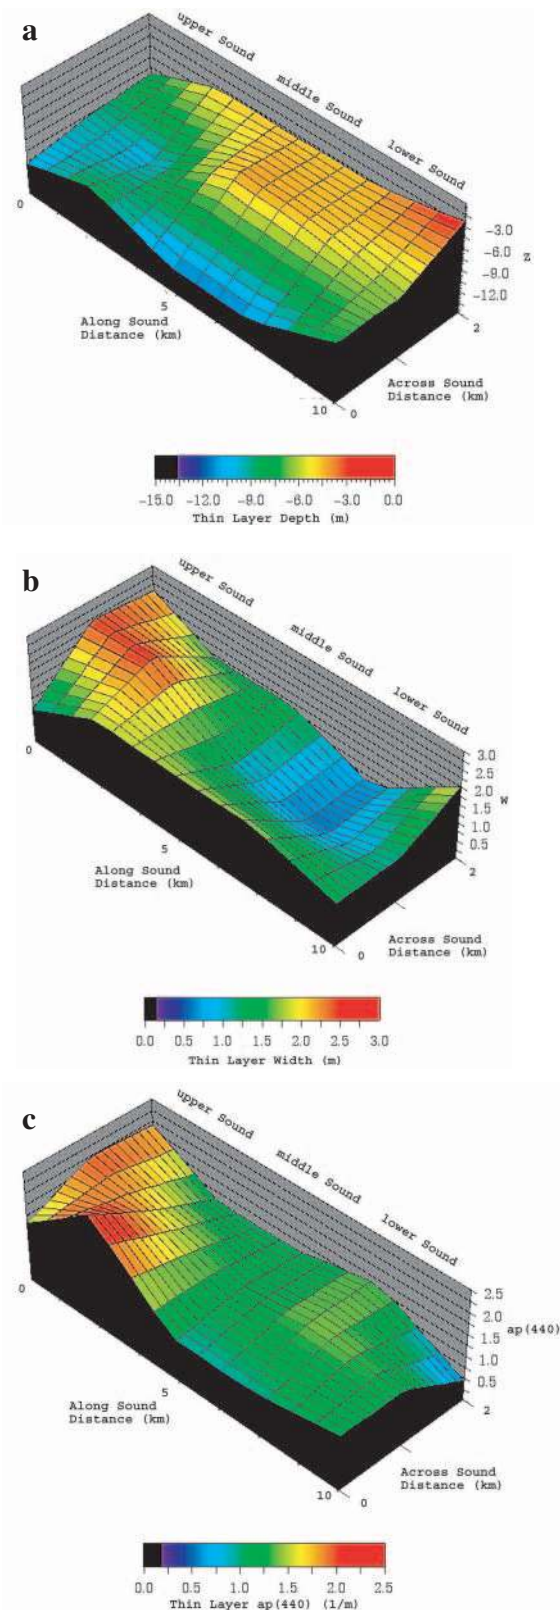 a
upper Sound
middle Sound
lower Sound
-3.0
-6.0
-9.0
-12.0
Z
0
5
10
Along Sound
Distance (km)
0
2
Across Sound
Distance (km)
-15.0 -12.0 -9.0 -6.0 -3.0 0.0
Thin Layer Depth (m)
b
upper Sound
middle Sound
lower Sound
3.0
2.5
2.0
1.5
1.0
0.5
W
0
5
10
Along Sound
Distance (km)
0
2
Across Sound
Distance (km)
0.0 0.5 1.0 1.5 2.0 2.5 3.0
Thin Layer Width (m)
c
upper Sound
middle Sound
lower Sound
2.5
2.0
1.5
1.0
0.5
ap(440)
0
5
10
Along Sound
Distance (km)
0
2
Across Sound
Distance (km)
0.0 0.5 1.0 1.5 2.0 2.5
Thin Layer ap(440) (1/m)